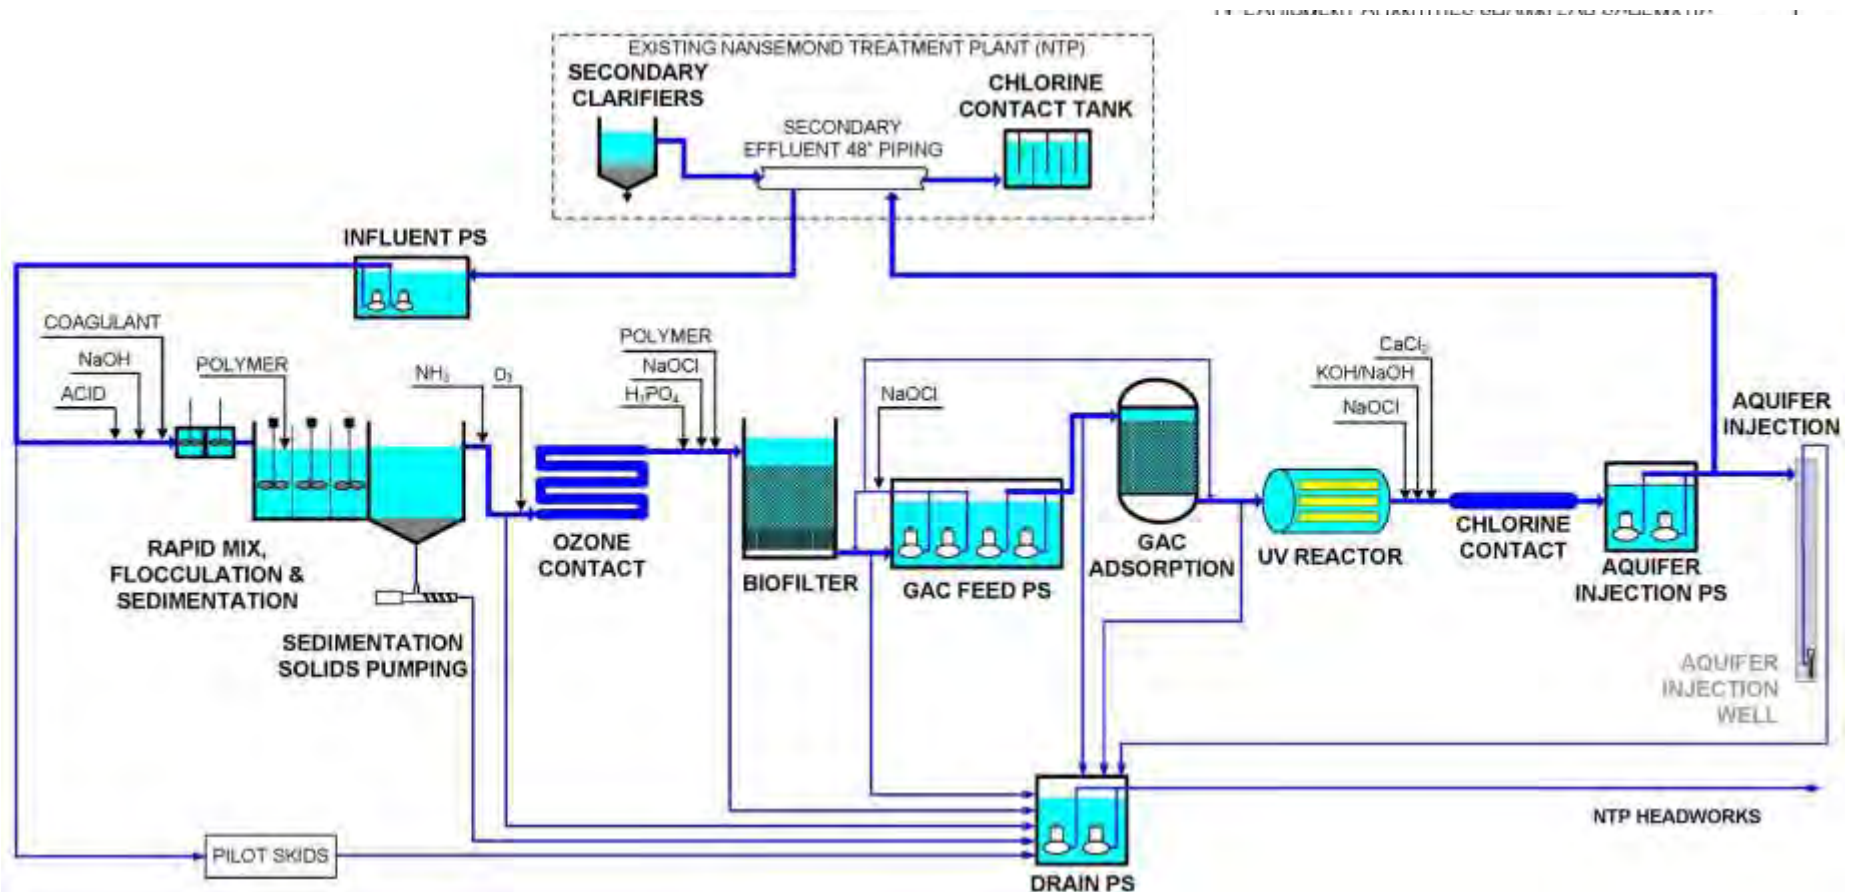 EXISTING NANSEMOND TREATMENT PLANT (NTP)
SECONDARY
CLARIFIERS
CHLORINE
CONTACT TANK
SECONDARY
EFFLUENT 48" PIPING
INFLUENT PS
COAGULANT
NaOH
ACID
POLYMER
NH₃
O₃
POLYMER
NaOCl
H₃PO₄
NaOCl
CaCl₂
KOH/NaOH
NaOCl
AQUIFER
INJECTION
RAPID MIX,
FLOCCULATION &
SEDIMENTATION
OZONE
CONTACT
BIOFILTER
GAC FEED PS
GAC
ADSORPTION
UV REACTOR
CHLORINE
CONTACT
AQUIFER
INJECTION PS
SEDIMENTATION
SOLIDS PUMPING
AQUIFER
INJECTION
WELL
NTP HEADWORKS
PILOT SKIDS
DRAIN PS